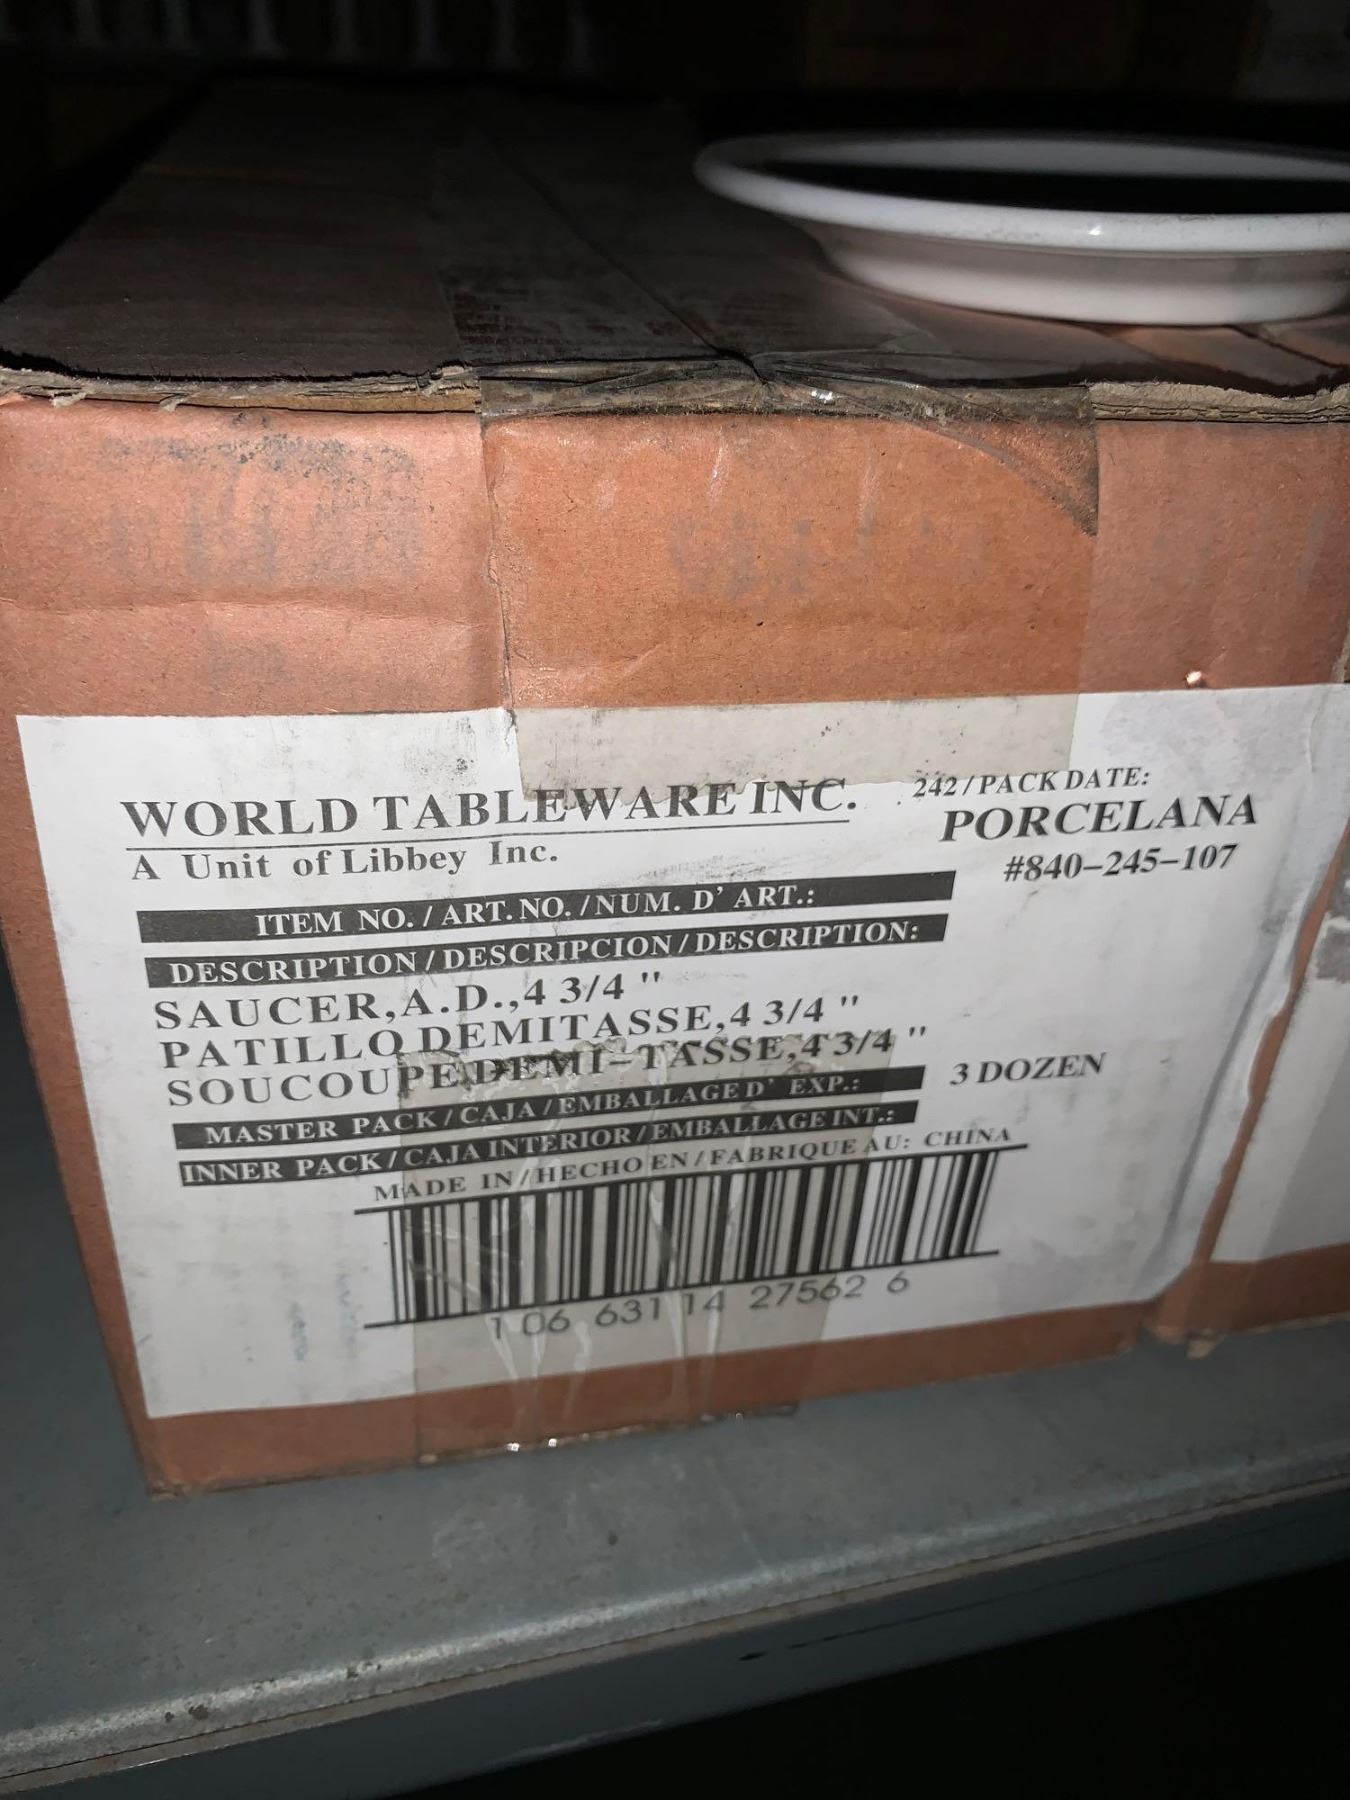 WORLD TABLEWARE INC.
A Unit of Libbey Inc.
242/PACK DATE:
PORCELANA
#840-245-107
ITEM NO./ART.NO./NUM. D' ART.:
DESCRIPTION/DESCRIPCION/DESCRIPTION:
SAUCER,A.D.,4 3/4 "
PATILLO DEMITASSE,4 3/4 "
SOUCOUPE DEMI-TASSE,4 3/4 "
MASTER PACK/CAJA/EMBALLAGE D' EXP.: 3 DOZEN
INNER PACK/CAJA INTERIOR/EMBALLAGE INT.:
MADE IN/HECHO EN/FABRIQUE AU: CHINA
1 06 631 14 27562 6